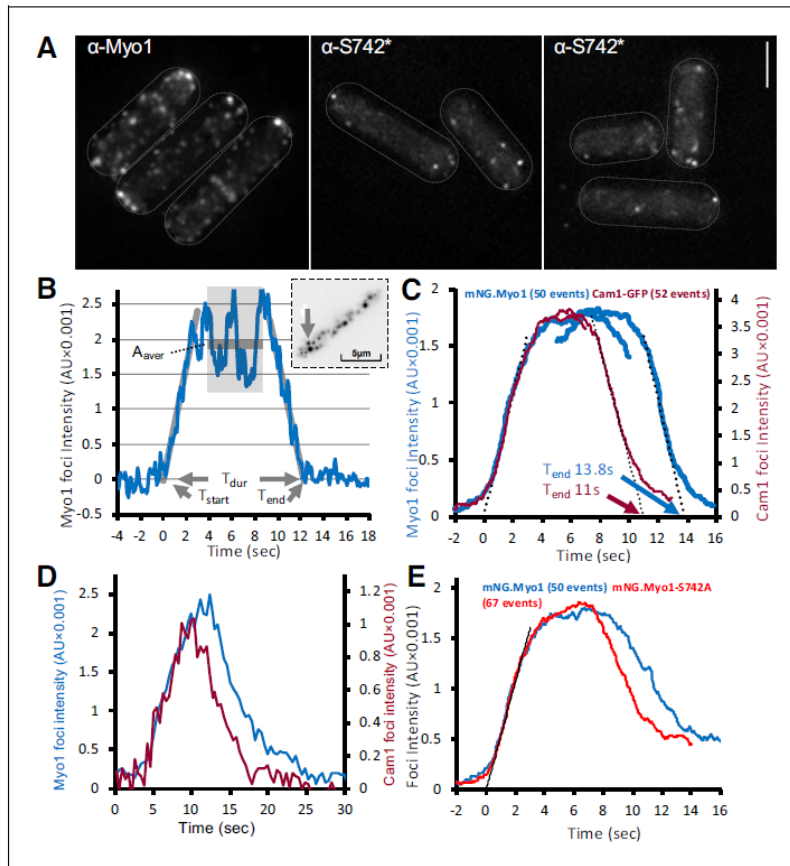 A
α-Myo1
α-S742*
α-S742*
B
Myo1 foci Intensity (AU×0.001)
2.5
2
1.5
1
0.5
0
-0.5
-4 -2 0 2 4 6 8 10 12 14 16 18
Time (sec)
Aaver
Tdur
Tstart
Tend
5µm
C
mNG.Myo1 (50 events) Cam1-GFP (52 events)
Myo1 foci Intensity (AU×0.001)
2
1.5
1
0.5
0
4
3.5
3
2.5
2
1.5
1
0.5
0
Cam1 foci Intensity (AU×0.001)
Tend 13.8s
Tend 11s
-2 0 2 4 6 8 10 12 14 16
Time (sec)
D
Myo1 foci intensity (AU×0.001)
2.5
2
1.5
1
0.5
0
1.2
1
0.8
0.6
0.4
0.2
0
Cam1 foci intensity (AU×0.001)
0 5 10 15 20 25 30
Time (sec)
E
mNG.Myo1 (50 events) mNG.Myo1-S742A
(67 events)
Foci intensity (AU×0.001)
2
1.5
1
0.5
0
-2 0 2 4 6 8 10 12 14 16
Time (sec)